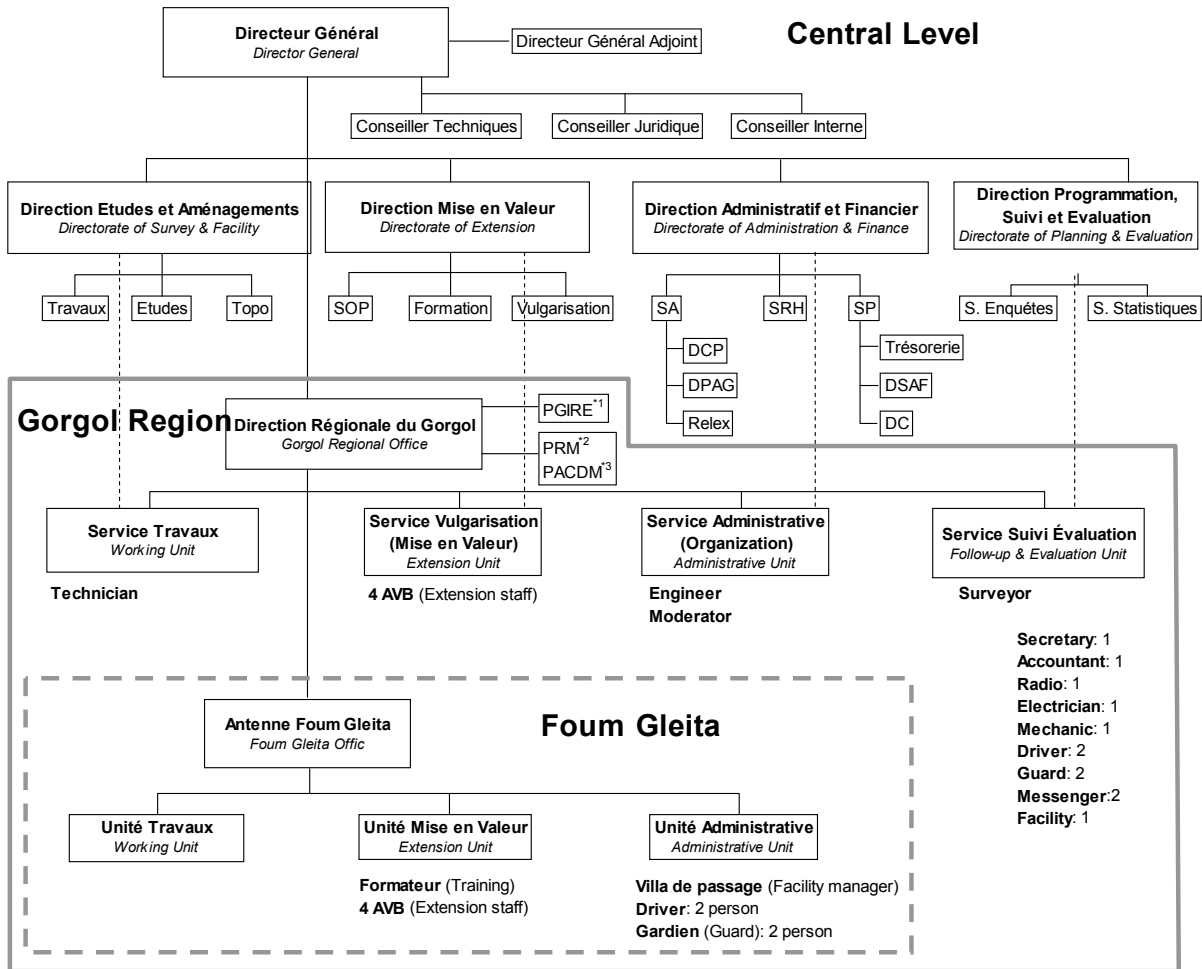 Directeur Général
Director General
Directeur Général Adjoint
Central Level
Conseiller Techniques
Conseiller Juridique
Conseiller Interne
Direction Etudes et Aménagements
Directorate of Survey & Facility
Direction Mise en Valeur
Directorate of Extension
Direction Administratif et Financier
Directorate of Administration & Finance
Direction Programmation,
Suivi et Evaluation
Directorate of Planning & Evaluation
Travaux
Etudes
Topo
SOP
Formation
Vulgarisation
SA
SRH
SP
S. Enquétes
S. Statistiques
DCP
DPAG
Relex
Trésorerie
DSAF
DC
Gorgol Region
Direction Régionale du Gorgol
Gorgol Regional Office
PGIRE*1
PRM*2
PACDM*3
Service Travaux
Working Unit
Technician
Service Vulgarisation
(Mise en Valeur)
Extension Unit
4 AVB (Extension staff)
Service Administrative
(Organization)
Administrative Unit
Engineer
Moderator
Service Suivi Évaluation
Follow-up & Evaluation Unit
Surveyor
Secretary: 1
Accountant: 1
Radio: 1
Electrician: 1
Mechanic: 1
Driver: 2
Guard: 2
Messenger:2
Facility: 1
Foum Gleita
Antenne Foum Gleita
Foum Gleita Offic
Unité Travaux
Working Unit
Unité Mise en Valeur
Extension Unit
Formateur (Training)
4 AVB (Extension staff)
Unité Administrative
Administrative Unit
Villa de passage (Facility manager)
Driver: 2 person
Gardien (Guard): 2 person